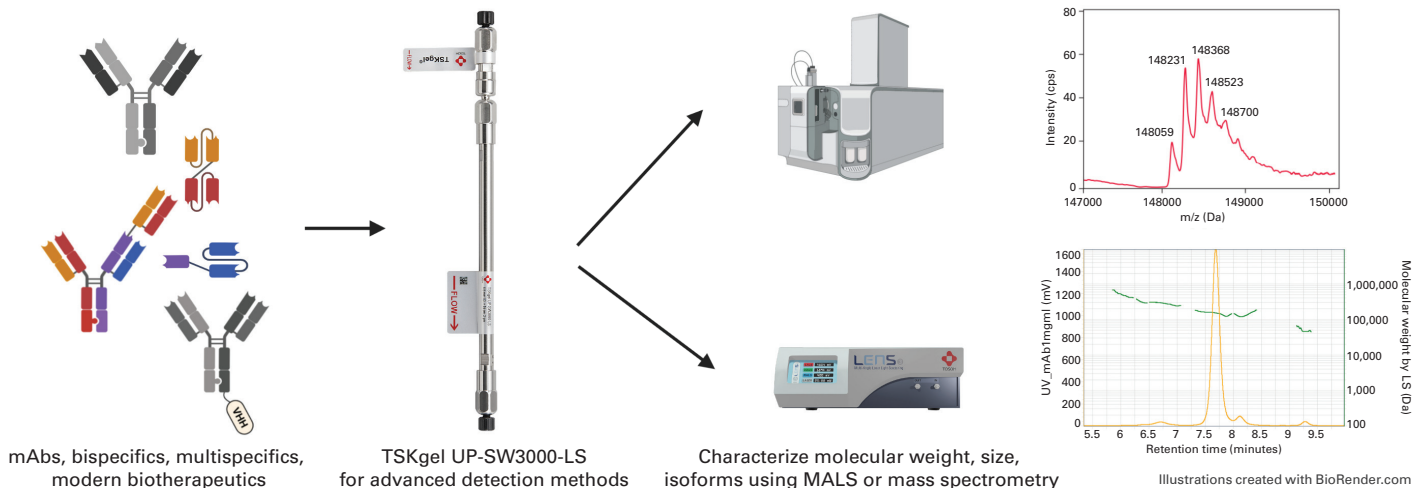 VHH
mAbs, bispecifics, multispecifics,
modern biotherapeutics
FLOW
TSKgel®
TOSOH
FLOW
TSKgel UP-SW3000-LS
for advanced detection methods
LENS
TOSOH
Characterize molecular weight, size,
isoforms using MALS or mass spectrometry
80
60
40
20
0
Intensity (cps)
148059
148231
148368
148523
148700
147000 148000 149000 150000
m/z (Da)
1600
1400
1200
1000
800
600
400
200
0
UV_mAb1mgml (mV)
1,000,000
100,000
10,000
1,000
100
Molecular weight by LS (Da)
5.5 6 6.5 7 7.5 8 8.5 9 9.5
Retention time (minutes)
Illustrations created with BioRender.com